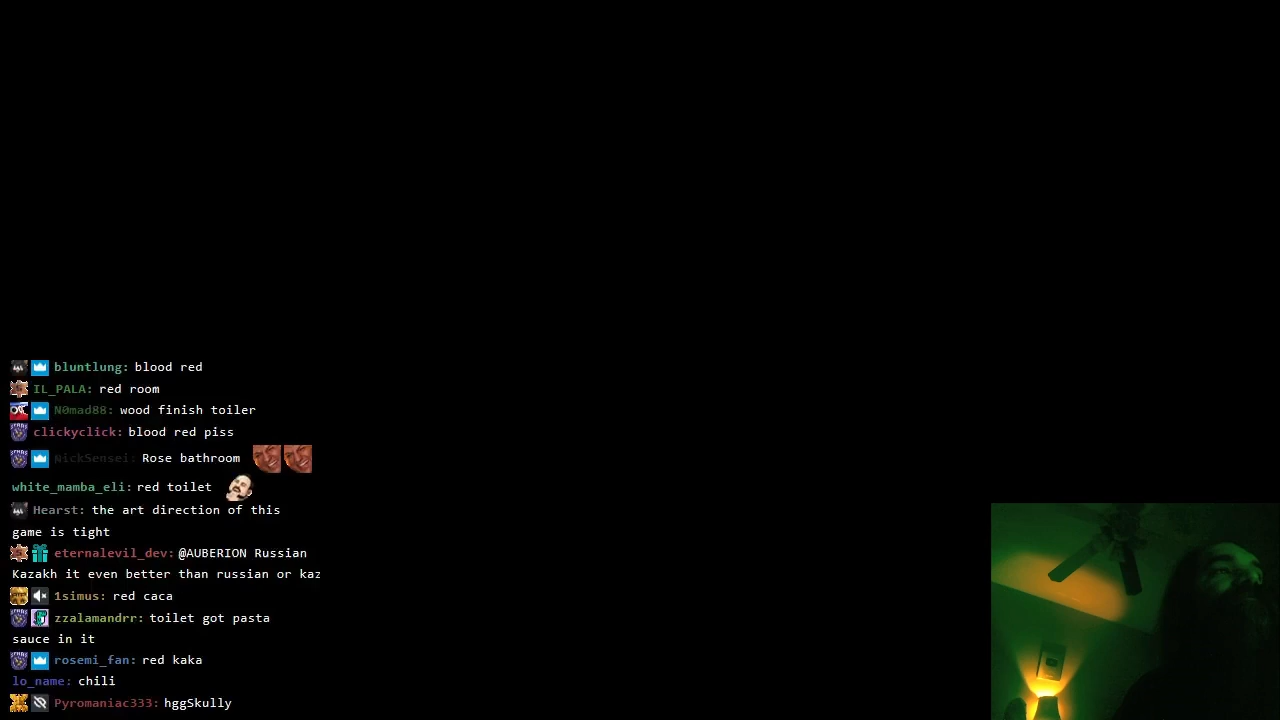 bluntlung: blood red
IL_PALA: red room
N0mad88: wood finish toiler
clickyclick: blood red piss
NickSensei: Rose bathroom
white_mamba_eli: red toilet
Hearst: the art direction of this
game is tight
eternalevil_dev: @AUBERION Russian
Kazakh it even better than russian or kaz
1simus: red caca
zzalamandrr: toilet got pasta
sauce in it
rosemi_fan: red kaka
lo_name: chili
Pyromaniac333: hggSkully